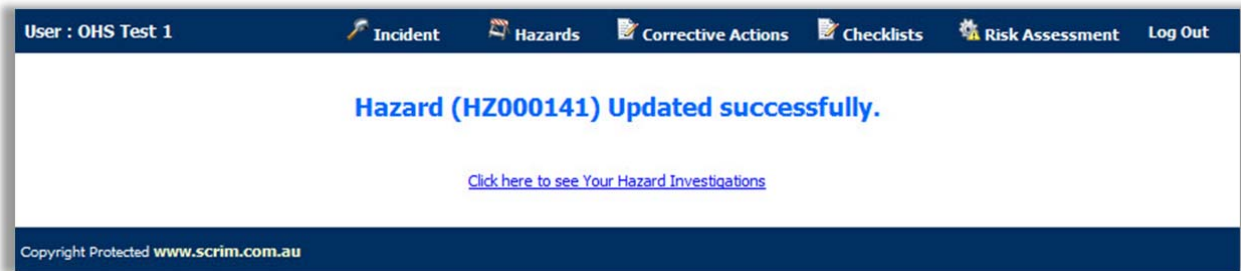 User : OHS Test 1 Incident Hazards Corrective Actions Checklists Risk Assessment Log Out
Hazard (HZ000141) Updated successfully.
Click here to see Your Hazard Investigations
Copyright Protected www.scrim.com.au